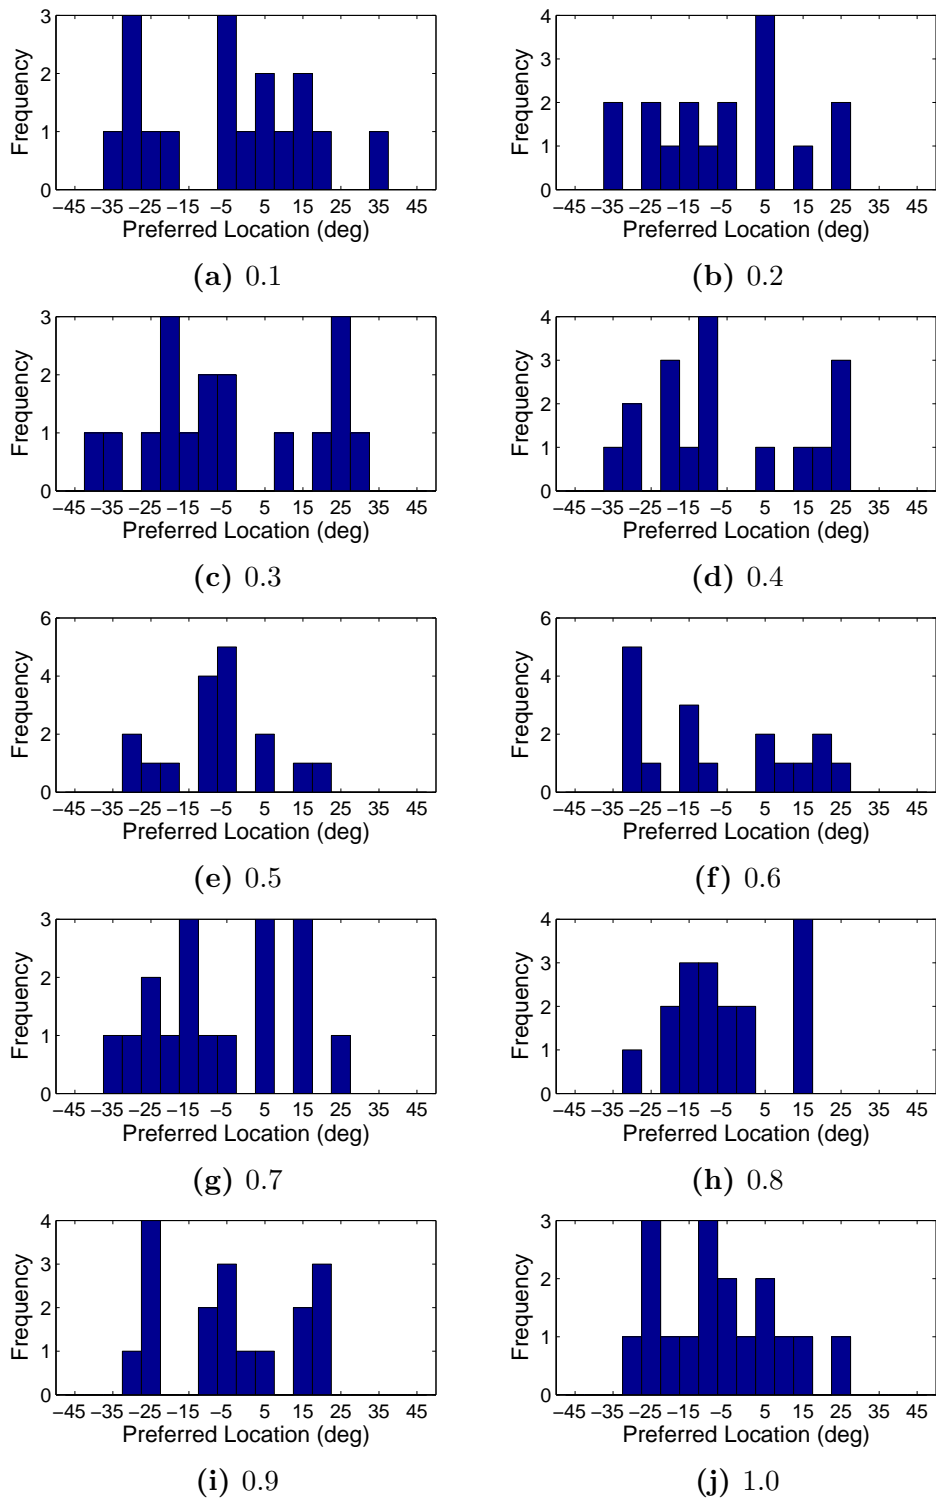 3
2
1
0
Frequency
−45 −35 −25 −15 −5 5 15 25 35 45
Preferred Location (deg)
(a) 0.1
4
3
2
1
0
Frequency
−45 −35 −25 −15 −5 5 15 25 35 45
Preferred Location (deg)
(b) 0.2
3
2
1
0
Frequency
−45 −35 −25 −15 −5 5 15 25 35 45
Preferred Location (deg)
(c) 0.3
4
3
2
1
0
Frequency
−45 −35 −25 −15 −5 5 15 25 35 45
Preferred Location (deg)
(d) 0.4
6
4
2
0
Frequency
−45 −35 −25 −15 −5 5 15 25 35 45
Preferred Location (deg)
(e) 0.5
6
4
2
0
Frequency
−45 −35 −25 −15 −5 5 15 25 35 45
Preferred Location (deg)
(f) 0.6
3
2
1
0
Frequency
−45 −35 −25 −15 −5 5 15 25 35 45
Preferred Location (deg)
(g) 0.7
4
3
2
1
0
Frequency
−45 −35 −25 −15 −5 5 15 25 35 45
Preferred Location (deg)
(h) 0.8
4
3
2
1
0
Frequency
−45 −35 −25 −15 −5 5 15 25 35 45
Preferred Location (deg)
(i) 0.9
3
2
1
0
Frequency
−45 −35 −25 −15 −5 5 15 25 35 45
Preferred Location (deg)
(j) 1.0